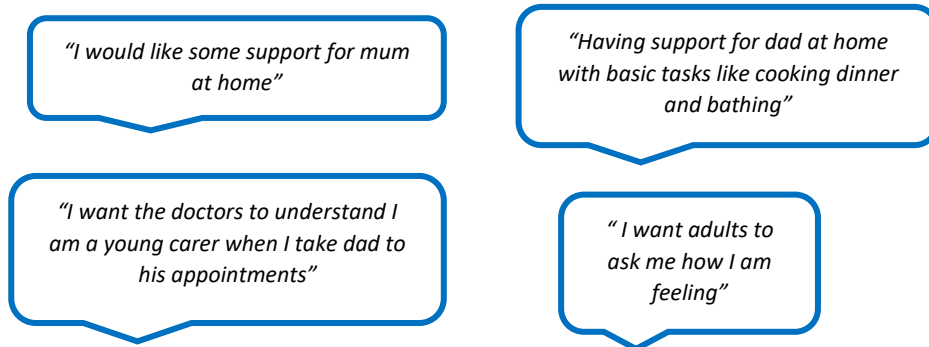 “I would like some support for mum
at home”
“Having support for dad at home
with basic tasks like cooking dinner
and bathing”
“I want the doctors to understand I
am a young carer when I take dad to
his appointments”
“ I want adults to
ask me how I am
feeling”